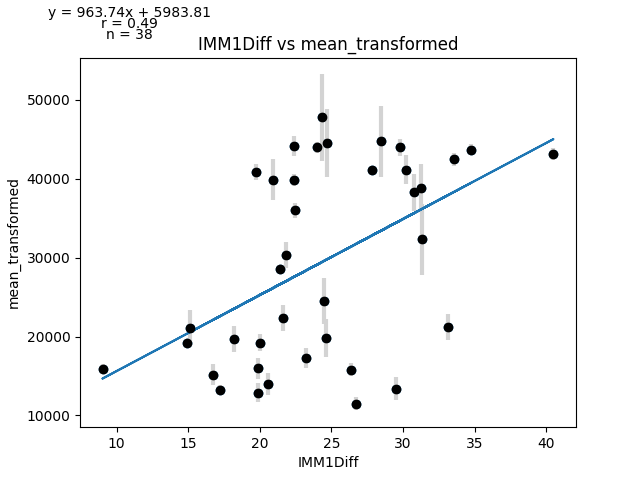 y = 963.74x + 5983.81
r = 0.49
n = 38
IMM1Diff vs mean_transformed
50000
40000
30000
20000
10000
mean_transformed
10 15 20 25 30 35 40
IMM1Diff